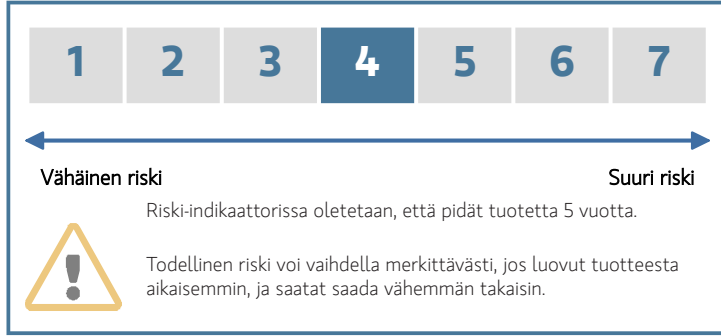 1 2 3 4 5 6 7
Vähäinen riski Suuri riski
Riski-indikaattorissa oletetaan, että pidät tuotetta 5 vuotta.
Todellinen riski voi vaihdella merkittävästi, jos luovut tuotteesta
aikaisemmin, ja saatat saada vähemmän takaisin.